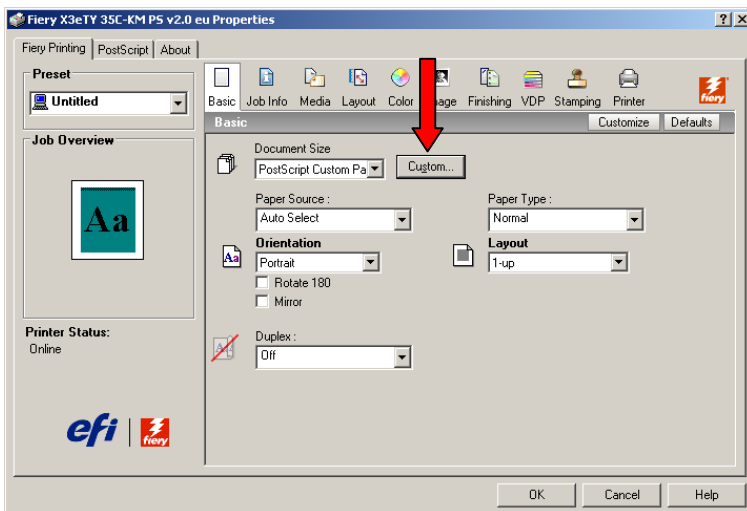 Fiery X3eTY 35C-KM PS v2.0 eu Properties
Fiery Printing PostScript About
Preset
Untitled
Basic Job Info Media Layout Color Finishing VDP Stamping Printer
fiery
Basic Customize Defaults
Job Overview
Aa
Document Size
PostScript Custom Pa Custom...
Paper Source : Paper Type :
Auto Select Normal
Orientation Layout
Aa Portrait 1-up
Rotate 180
Mirror
Printer Status:
Online
Duplex :
Off
efi fiery
OK Cancel Help